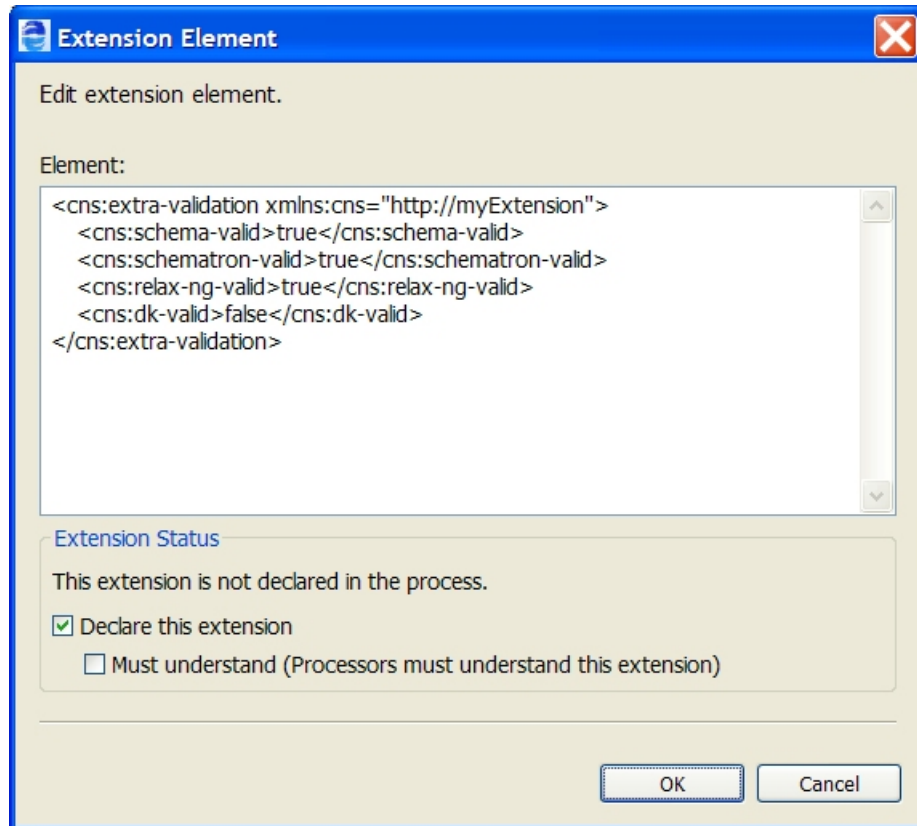 Extension Element
Edit extension element.
Element:
<cns:extra-validation xmlns:cns="http://myExtension">
<cns:schema-valid>true</cns:schema-valid>
<cns:schematron-valid>true</cns:schematron-valid>
<cns:relax-ng-valid>true</cns:relax-ng-valid>
<cns:dk-valid>false</cns:dk-valid>
</cns:extra-validation>
Extension Status
This extension is not declared in the process.
Declare this extension
Must understand (Processors must understand this extension)
OK Cancel